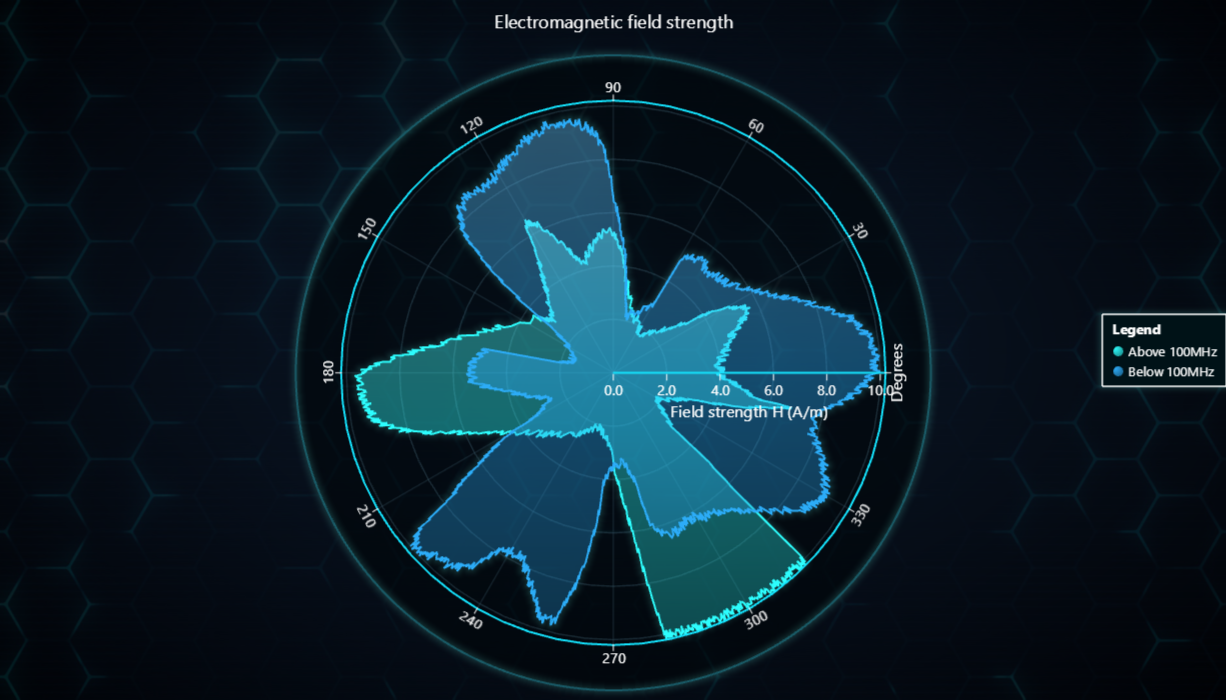 Electromagnetic field strength
90
120
60
150
30
180
0.0
2.0
4.0
6.0
8.0
10.0
Degrees
Field strength H (A/m)
210
330
240
300
270
Legend
Above 100MHz
Below 100MHz